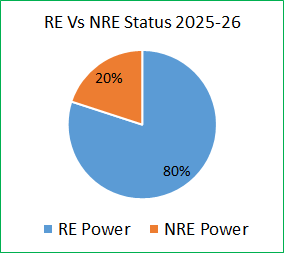 RE Vs NRE Status 2025-26
20%
80%
RE Power NRE Power